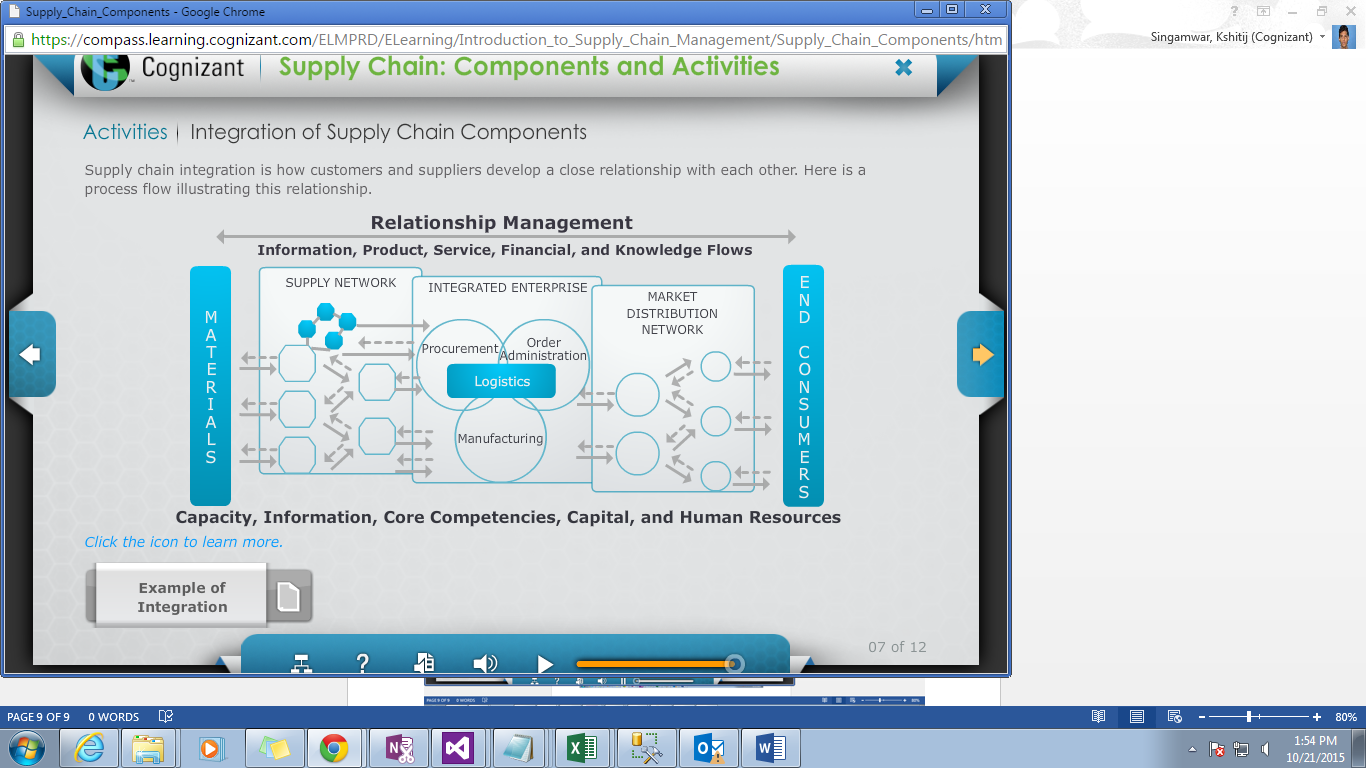 Supply_Chain_Components - Google Chrome
https://compass.learning.cognizant.com/ELMPRD/ELearning/Introduction_to_Supply_Chain_Management/Supply_Chain_Components/htm
Singamwar, Kshitij (Cognizant)
Cognizant
Supply Chain: Components and Activities
Activities | Integration of Supply Chain Components
Supply chain integration is how customers and suppliers develop a close relationship with each other. Here is a
process flow illustrating this relationship.
Relationship Management
Information, Product, Service, Financial, and Knowledge Flows
MATERIALS
SUPPLY NETWORK
INTEGRATED ENTERPRISE
Procurement
Order
Administration
Logistics
Manufacturing
MARKET
DISTRIBUTION
NETWORK
END CONSUMERS
Capacity, Information, Core Competencies, Capital, and Human Resources
Click the icon to learn more.
Example of
Integration
07 of 12
PAGE 9 OF 9 0 WORDS
80%
1:54 PM
10/21/2015